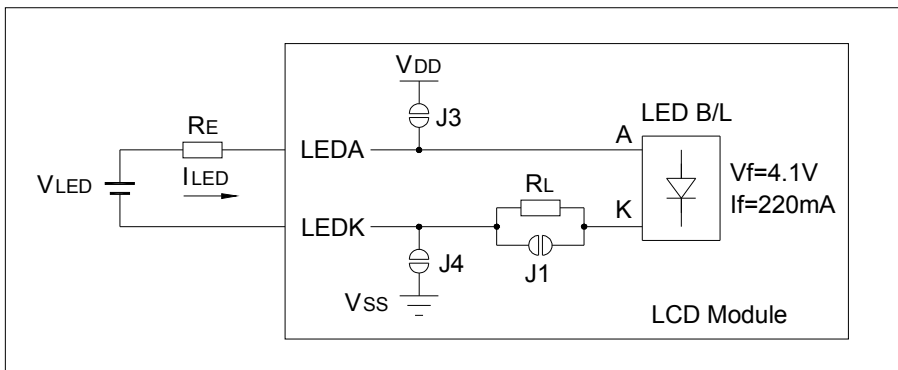 VDD
J3
LED B/L
RE
LEDA
A
Vf=4.1V
If=220mA
VLED
ILED
RL
K
LEDK
J4
J1
VSS
LCD Module